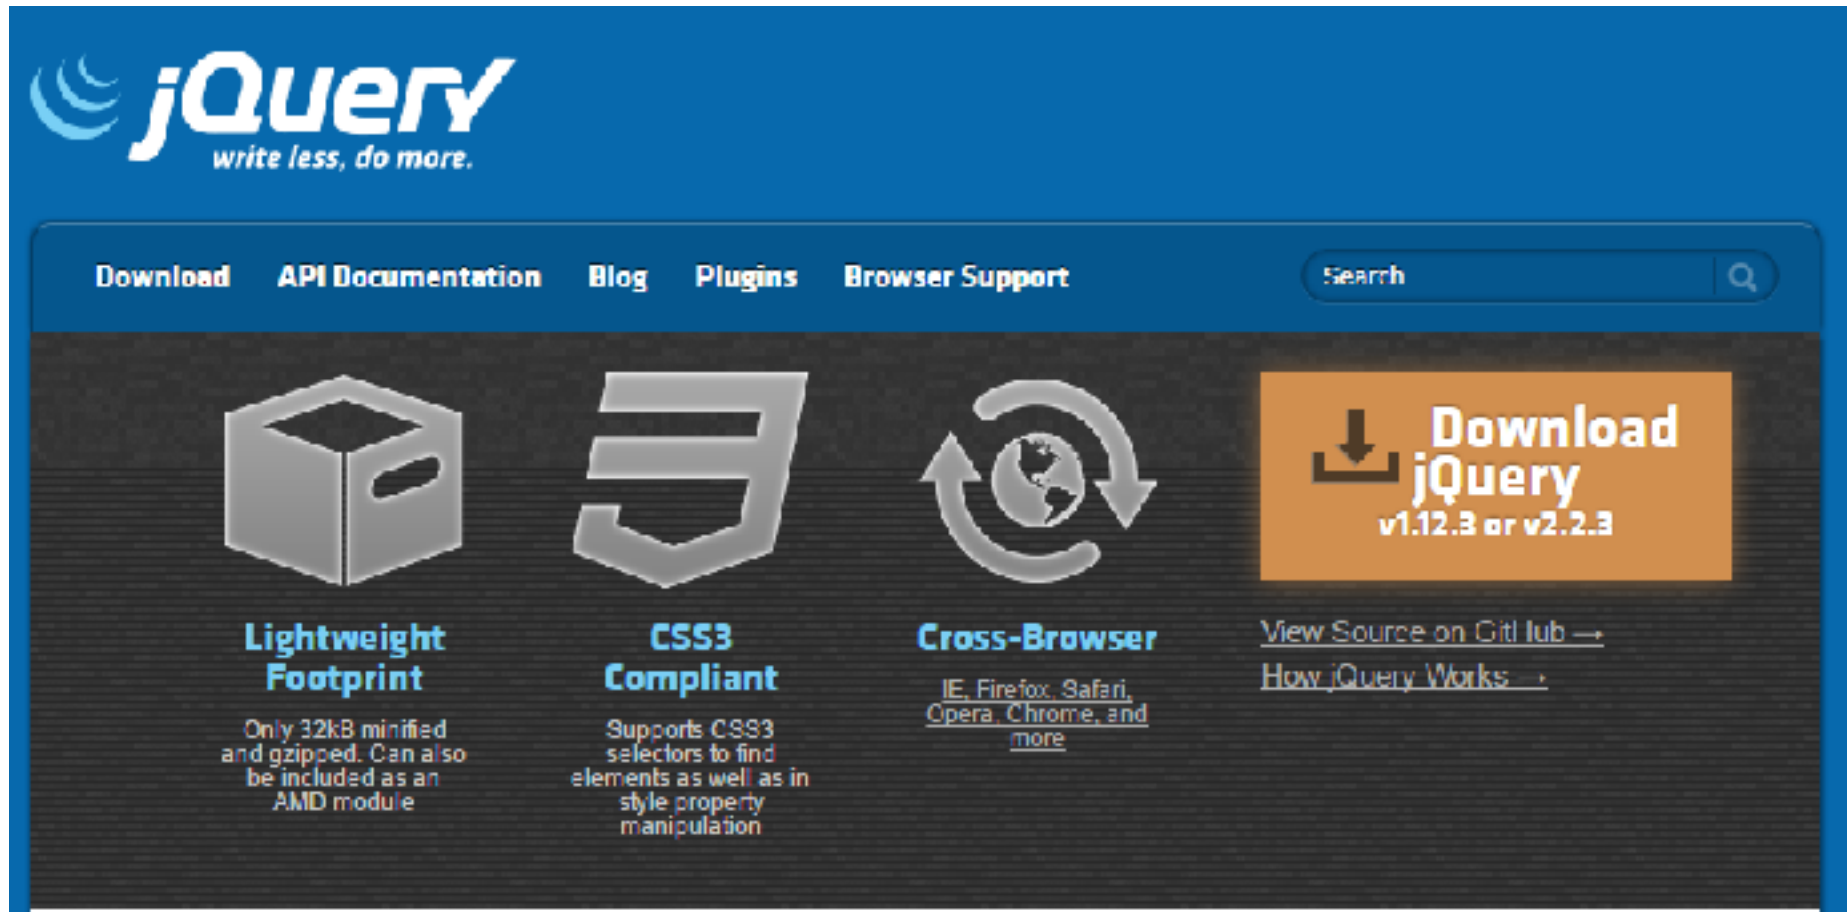 jQuery
write less, do more.
Download API Documentation Blog Plugins Browser Support Search
Lightweight
Footprint
Only 32kB minified
and gzipped. Can also
be included as an
AMD module
CSS3
Compliant
Supports CSS3
selectors to find
elements as well as in
style property
manipulation
Cross-Browser
IE, Firefox, Safari,
Opera, Chrome, and
more
Download
jQuery
v1.12.3 or v2.2.3
View Source on GitHub →
How jQuery Works →